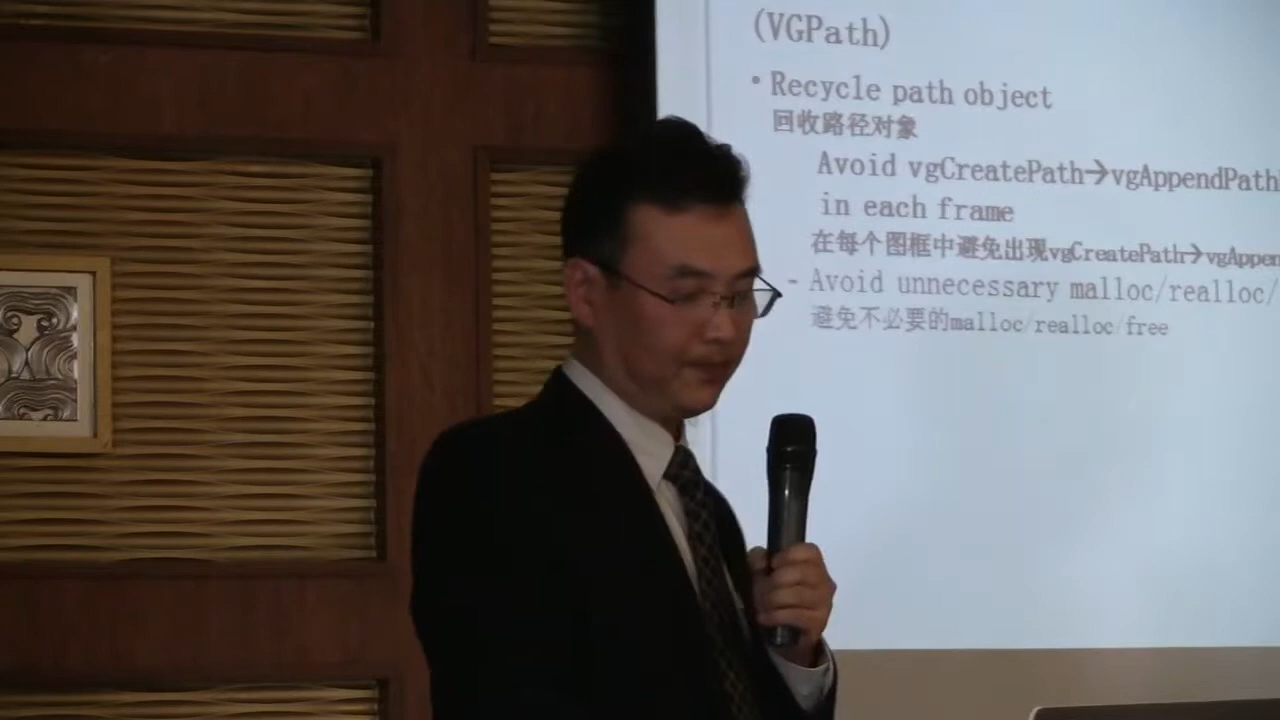 (VGPath)
• Recycle path object
回收路径对象
Avoid vgCreatePath→vgAppendPath
in each frame
在每个图框中避免出现vgCreatePath→vgAppen
- Avoid unnecessary malloc/realloc/
避免不必要的malloc/realloc/free